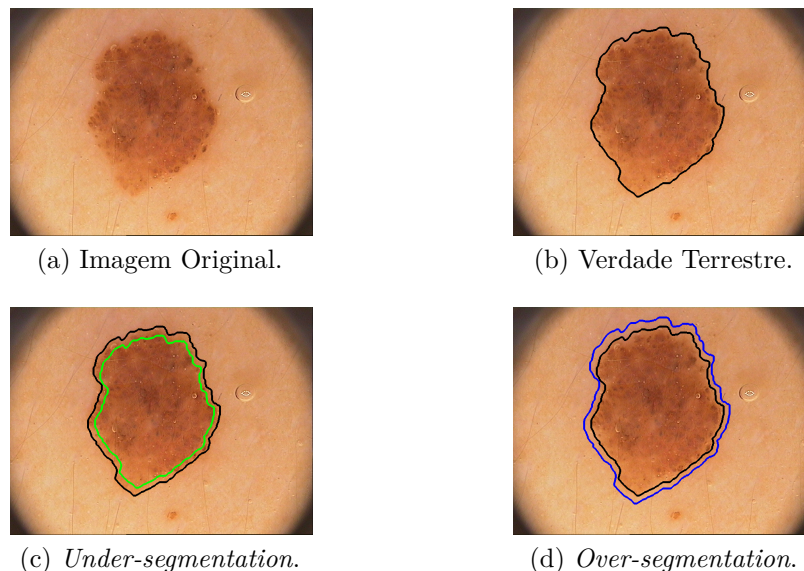 (a) Imagem Original.
(b) Verdade Terrestre.
(c) Under-segmentation.
(d) Over-segmentation.